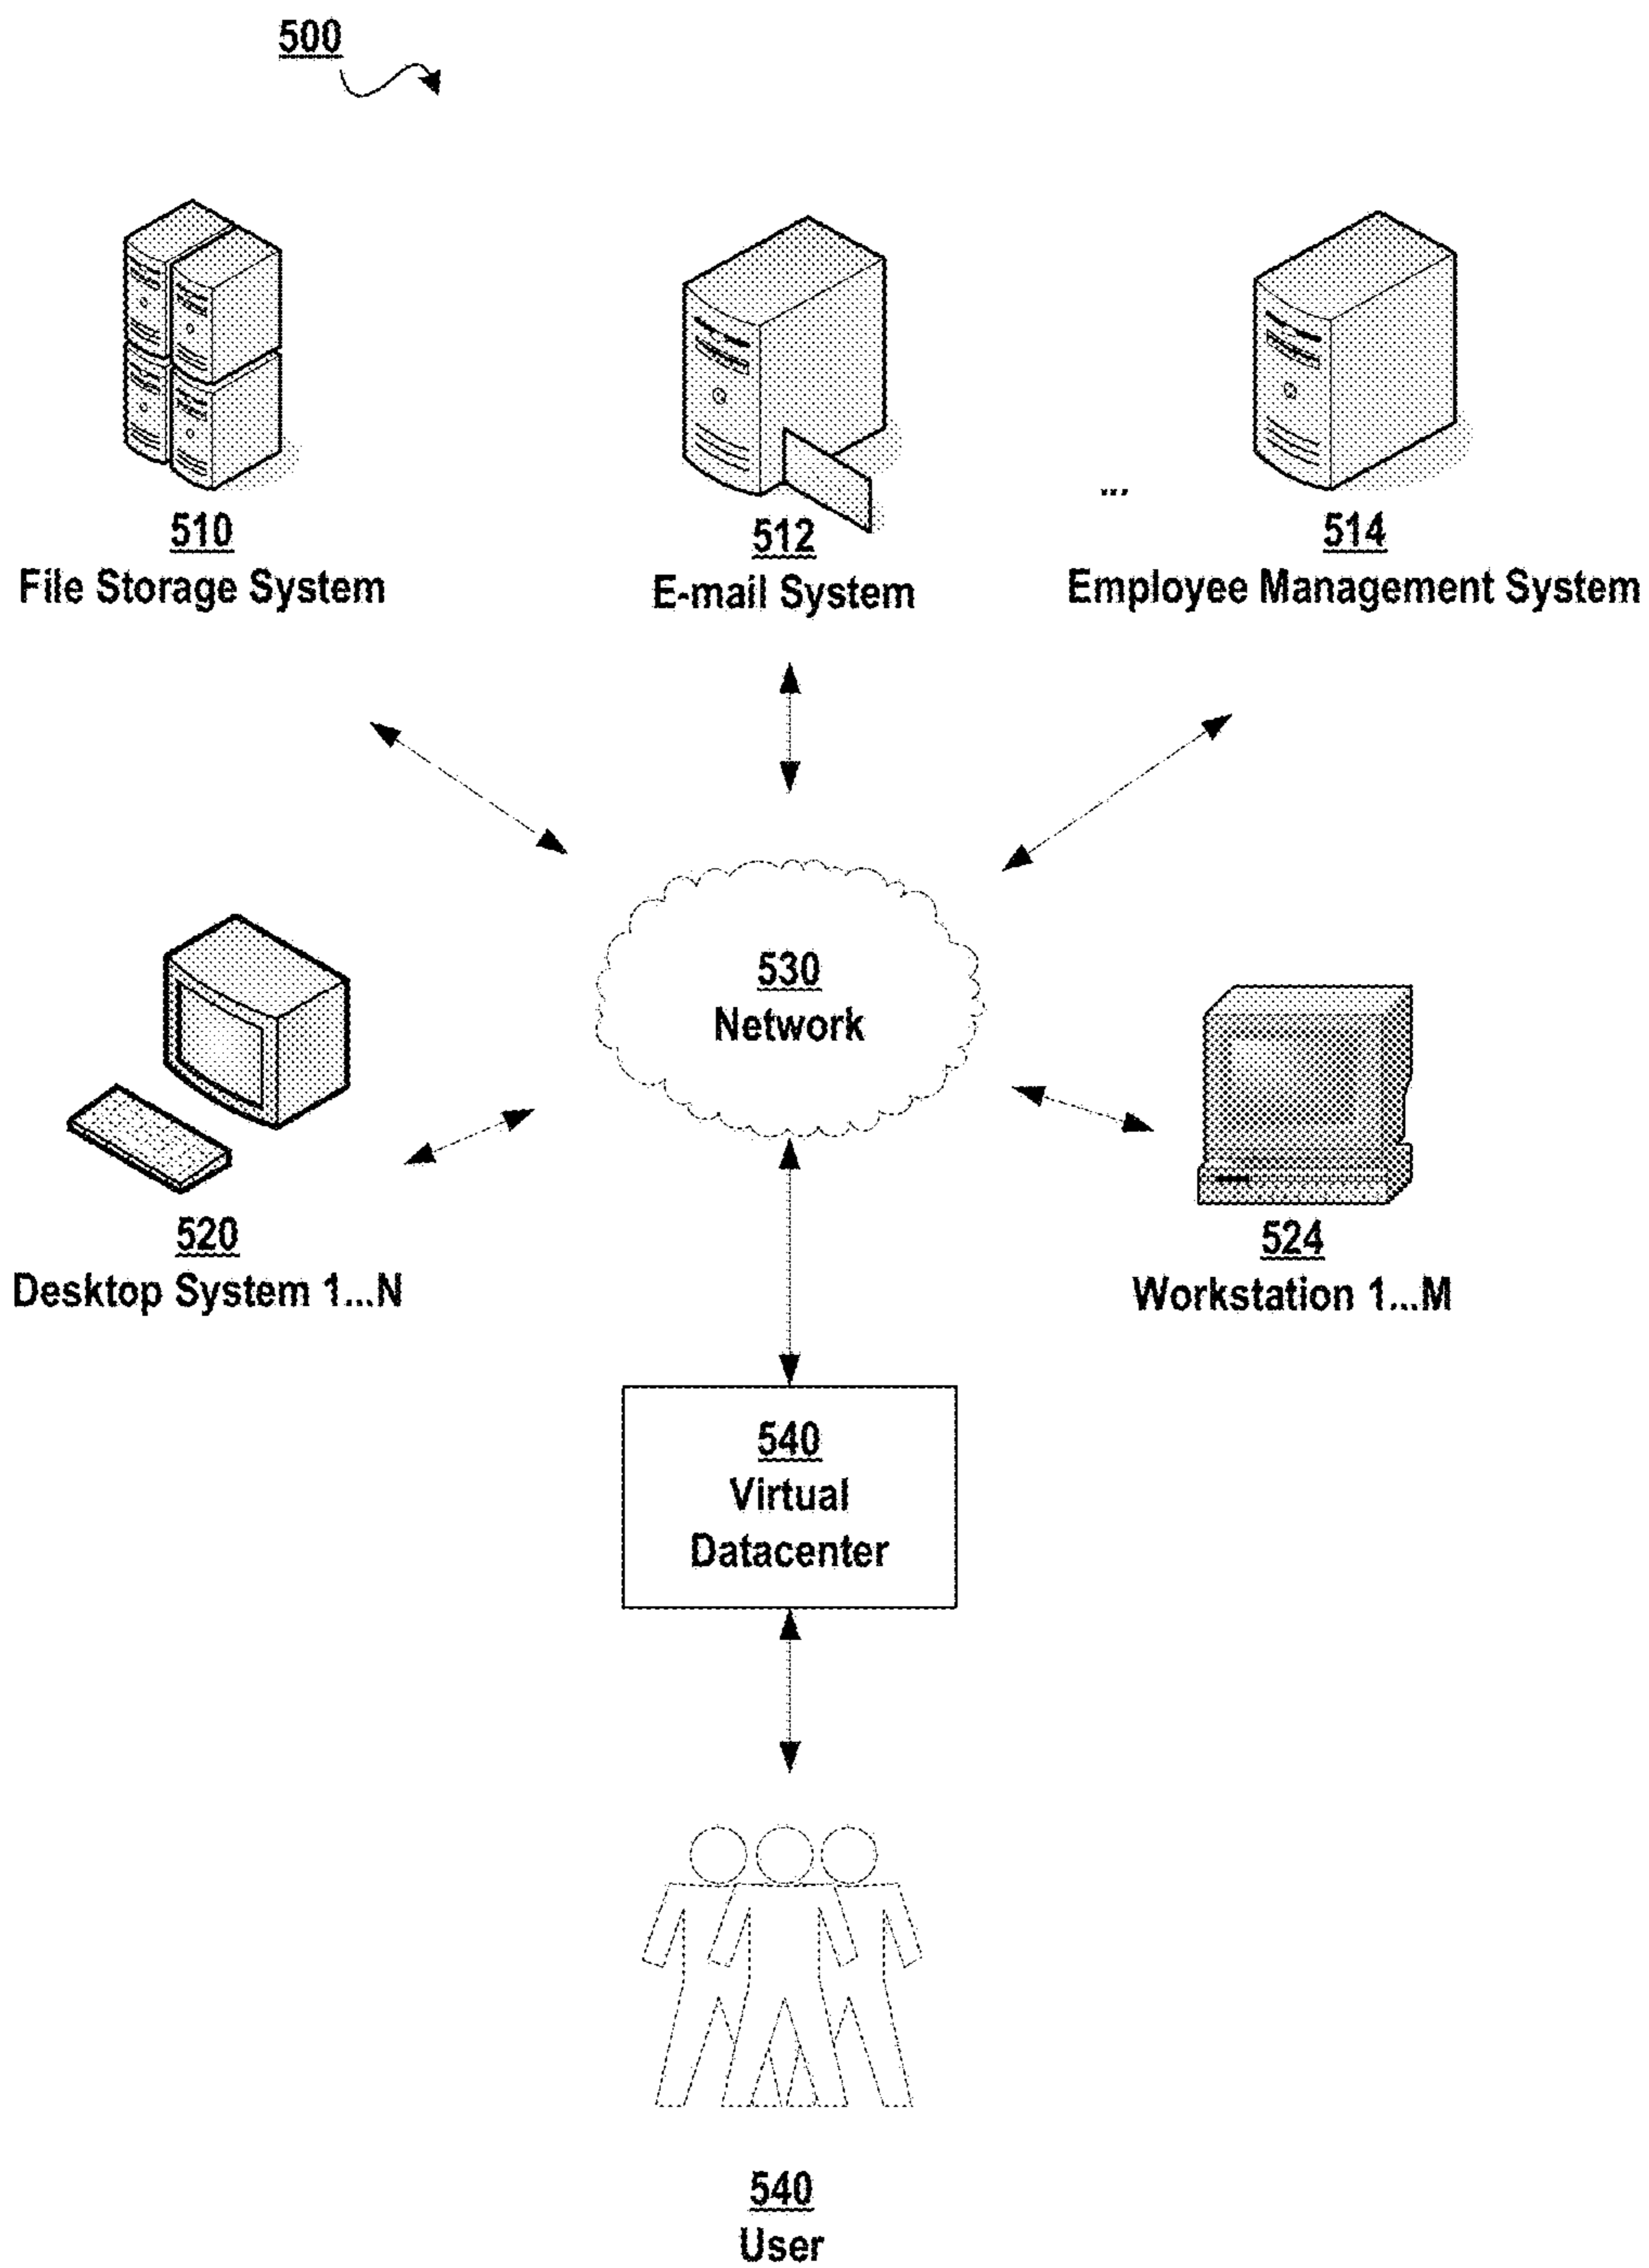 500
510
File Storage System
512
E-mail System
...
514
Employee Management System
530
Network
520
Desktop System 1...N
524
Workstation 1...M
540
Virtual
Datacenter
540
User